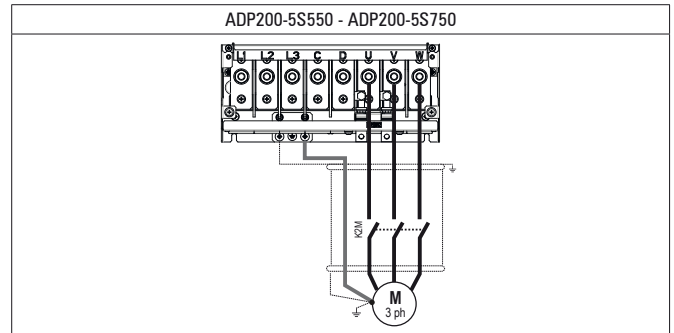 ADP200-5S550 - ADP200-5S750
L1 L2 L3 C D U V W
K2M
M
3 ph